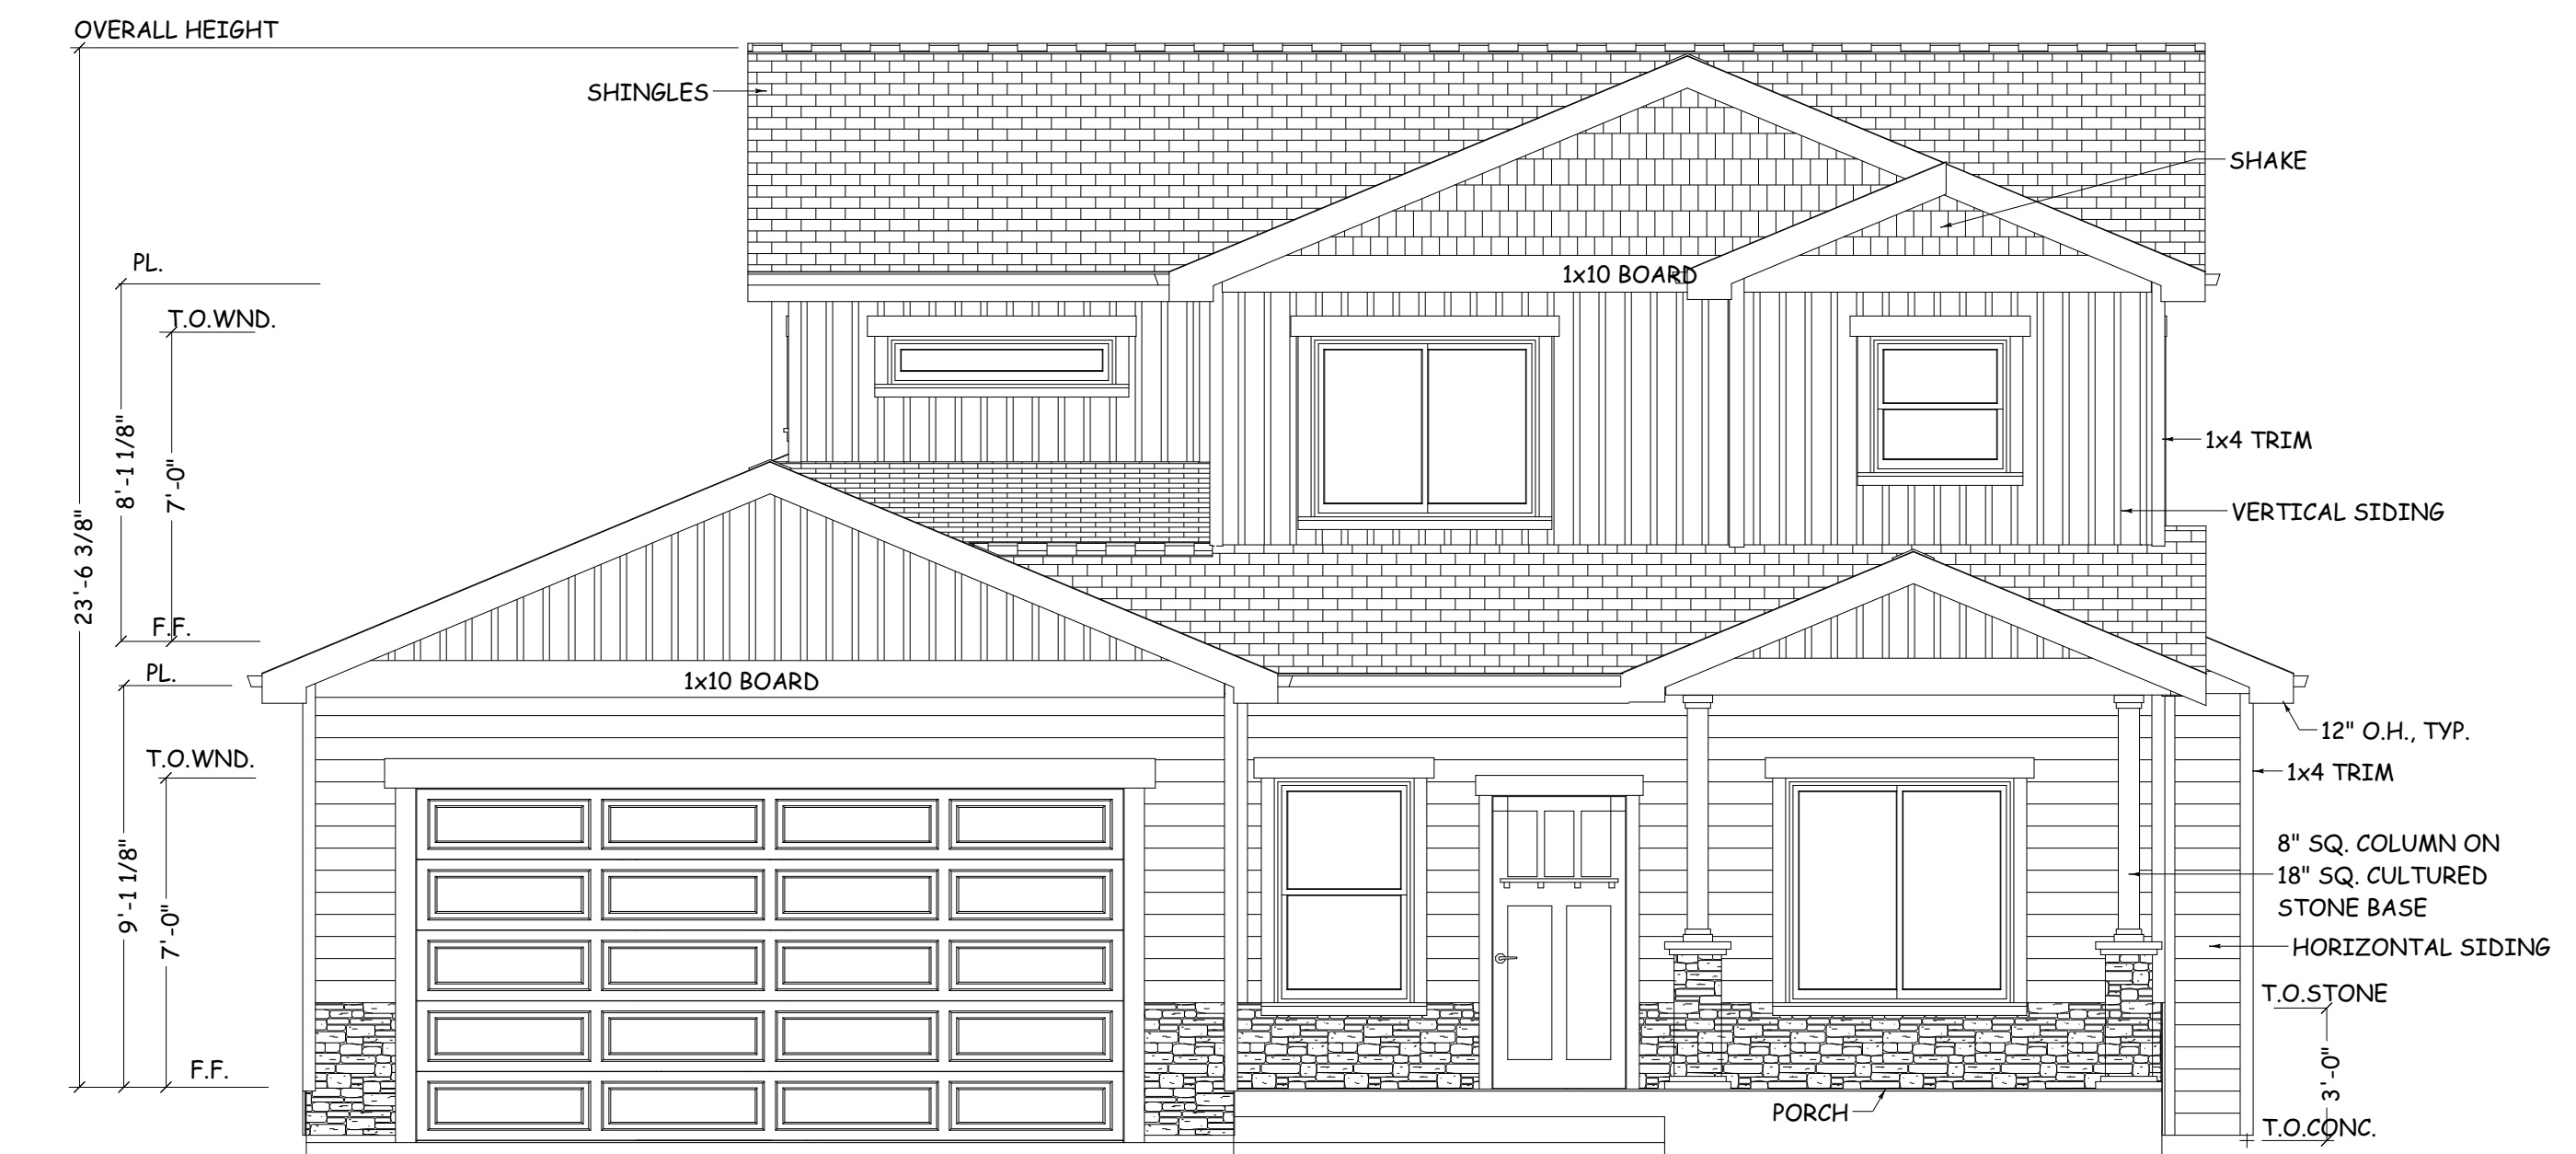 OVERALL HEIGHT
SHINGLES
SHAKE
PL.
1x10 BOARD
T.O.WND.
8'-1 1/8"
7'-0"
1x4 TRIM
VERTICAL SIDING
23'-6 3/8"
F.F.
PL.
1x10 BOARD
12" O.H., TYP.
T.O.WND.
1x4 TRIM
9'-1 1/8"
7'-0"
8" SQ. COLUMN ON
18" SQ. CULTURED
STONE BASE
HORIZONTAL SIDING
T.O.STONE
F.F.
3'-0"
PORCH
T.O.CONC.